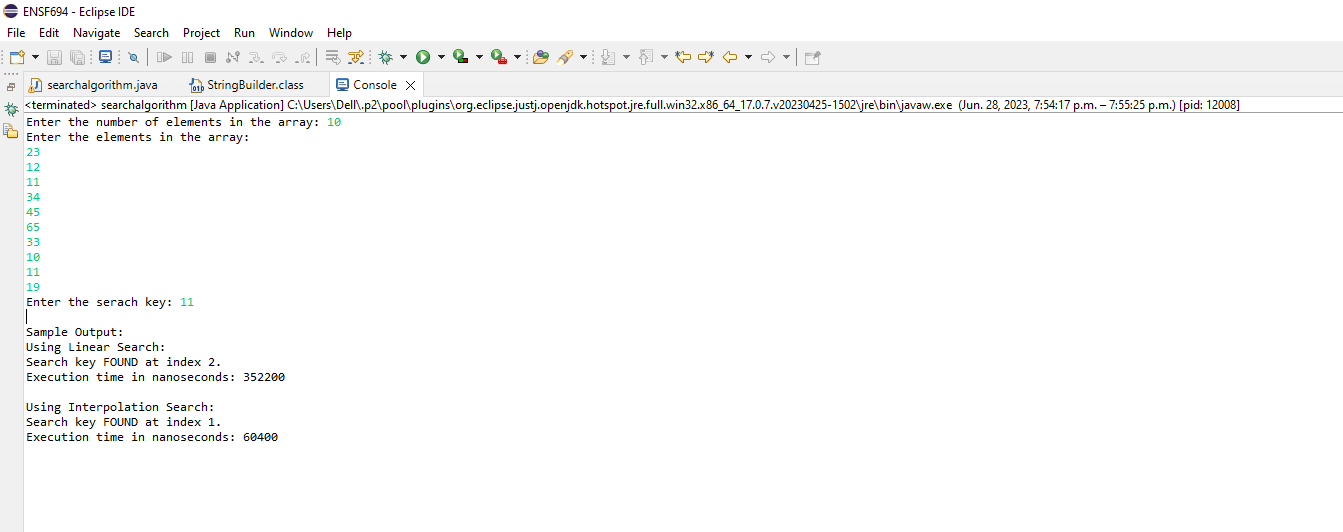 ENSF694 - Eclipse IDE
File Edit Navigate Search Project Run Window Help
searchalgorithm.java StringBuilder.class Console
<terminated> searchalgorithm [Java Application] C:\Users\Dell\.p2\pool\plugins\org.eclipse.justj.openjdk.hotspot.jre.full.win32.x86_64_17.0.7.v20230425-1502\jre\bin\javaw.exe (Jun. 28, 2023, 7:54:17 p.m. – 7:55:25 p.m.) [pid: 12008]
Enter the number of elements in the array: 10
Enter the elements in the array:
23
12
11
34
45
65
33
10
11
19
Enter the serach key: 11
Sample Output:
Using Linear Search:
Search key FOUND at index 2.
Execution time in nanoseconds: 352200
Using Interpolation Search:
Search key FOUND at index 1.
Execution time in nanoseconds: 60400